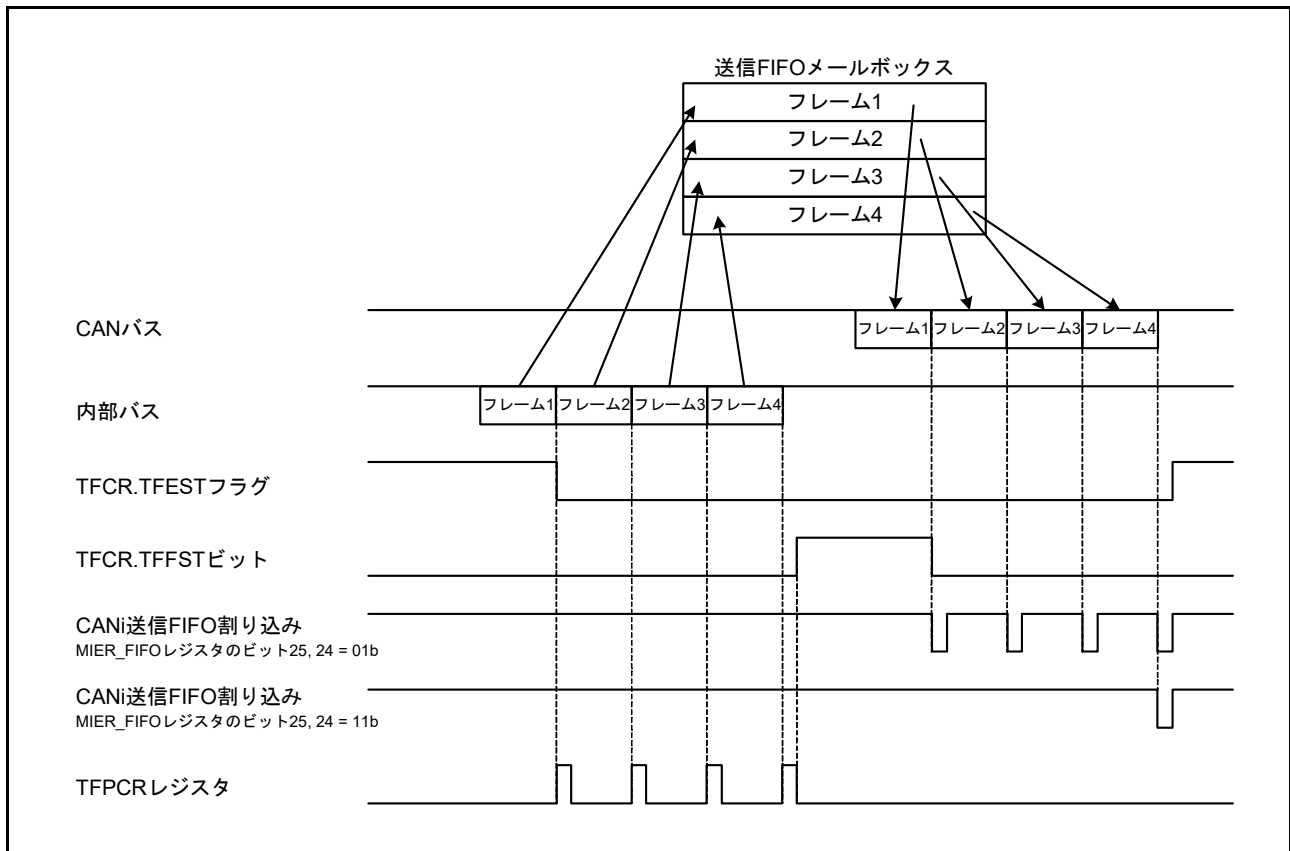 送信FIFOメールボックス
フレーム1
フレーム2
フレーム3
フレーム4
CANバス
フレーム1 フレーム2 フレーム3 フレーム4
内部バス
フレーム1 フレーム2 フレーム3 フレーム4
TFCR.TFESTフラグ
TFCR.TFFSTビット
CANi送信FIFO割り込み
MIER_FIFOレジスタのビット25, 24 = 01b
CANi送信FIFO割り込み
MIER_FIFOレジスタのビット25, 24 = 11b
TFPCRレジスタ